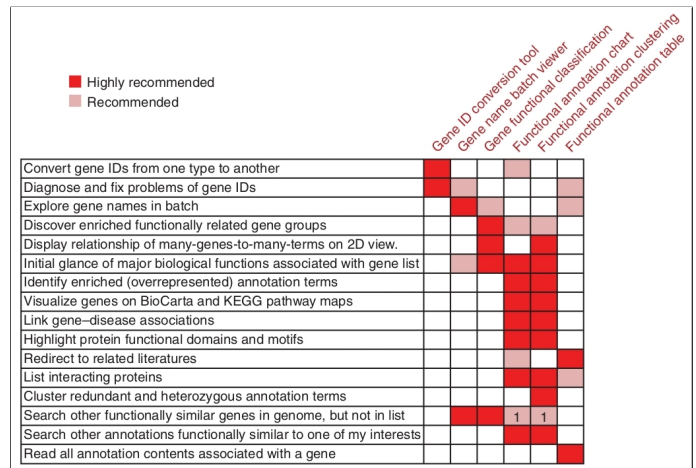 Highly recommended
Recommended
Gene ID conversion tool
Gene name batch viewer
Gene functional classification
Functional annotation chart
Functional annotation clustering
Functional annotation table
Convert gene IDs from one type to another
Diagnose and fix problems of gene IDs
Explore gene names in batch
Discover enriched functionally related gene groups
Display relationship of many-genes-to-many-terms on 2D view.
Initial glance of major biological functions associated with gene list
Identify enriched (overrepresented) annotation terms
Visualize genes on BioCarta and KEGG pathway maps
Link gene–disease associations
Highlight protein functional domains and motifs
Redirect to related literatures
List interacting proteins
Cluster redundant and heterozygous annotation terms
Search other functionally similar genes in genome, but not in list 1 1
Search other annotations functionally similar to one of my interests
Read all annotation contents associated with a gene